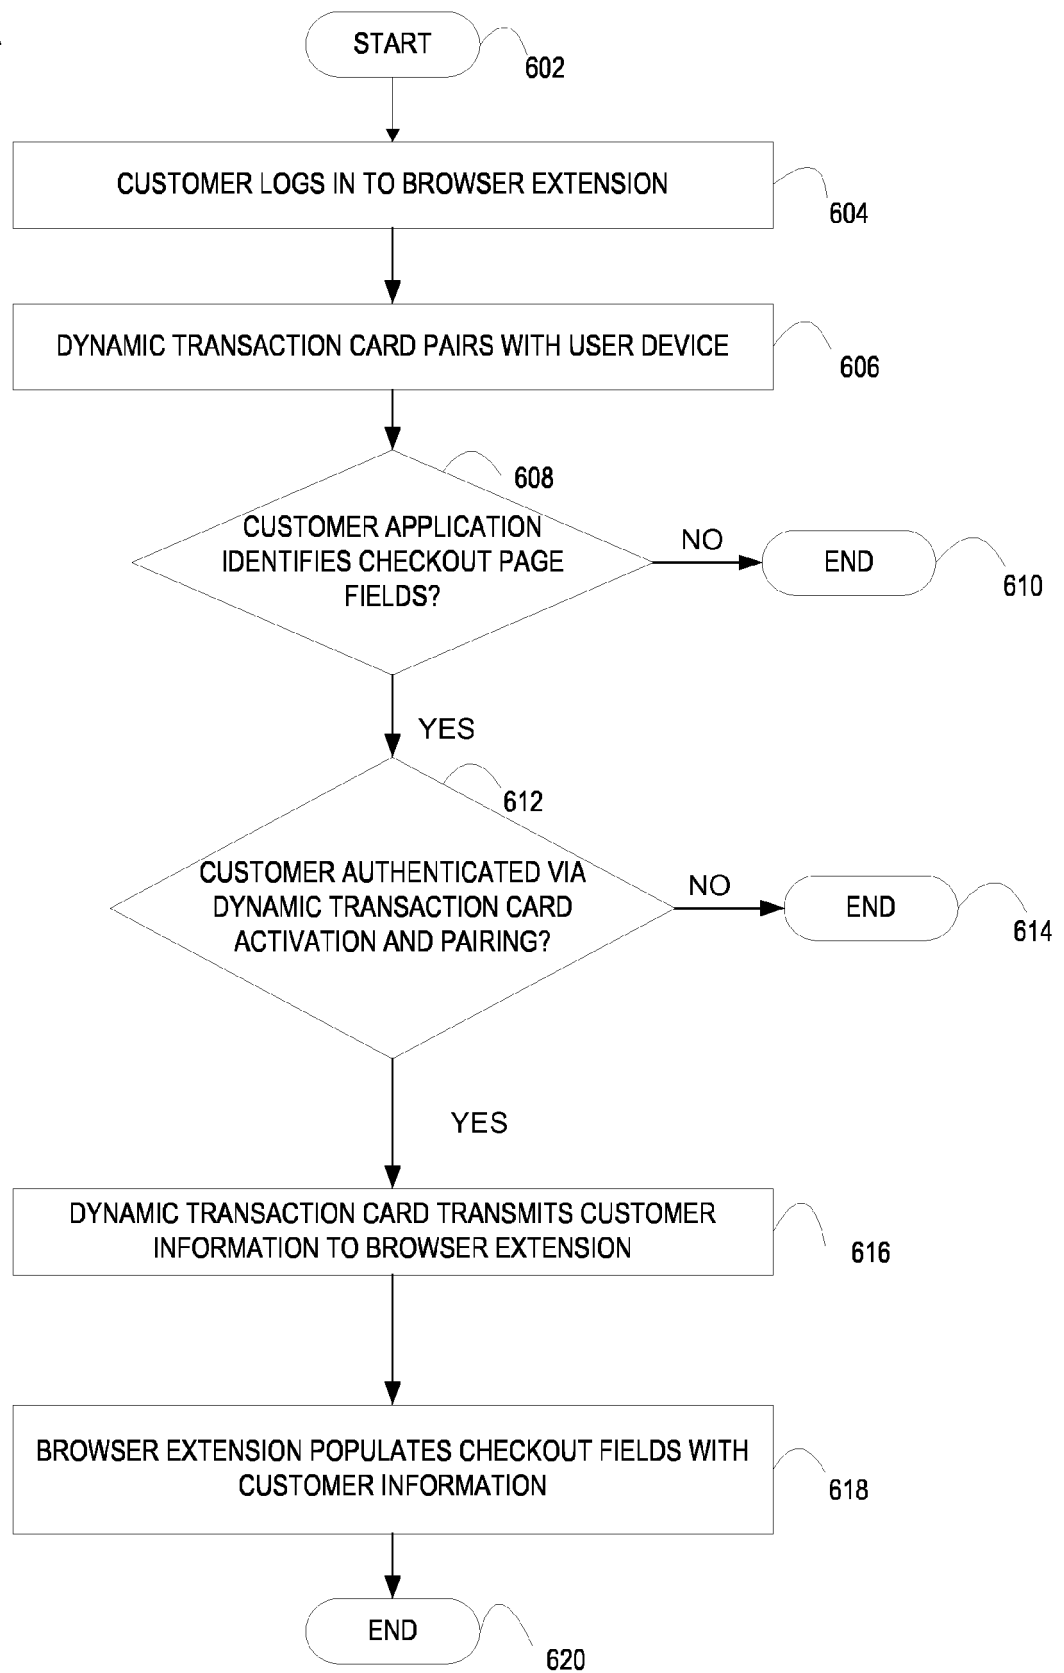 START
602
CUSTOMER LOGS IN TO BROWSER EXTENSION
604
DYNAMIC TRANSACTION CARD PAIRS WITH USER DEVICE
606
608
CUSTOMER APPLICATION
IDENTIFIES CHECKOUT PAGE
FIELDS?
NO
END
610
YES
612
CUSTOMER AUTHENTICATED VIA
DYNAMIC TRANSACTION CARD
ACTIVATION AND PAIRING?
NO
END
614
YES
DYNAMIC TRANSACTION CARD TRANSMITS CUSTOMER
INFORMATION TO BROWSER EXTENSION
616
BROWSER EXTENSION POPULATES CHECKOUT FIELDS WITH
CUSTOMER INFORMATION
618
END
620